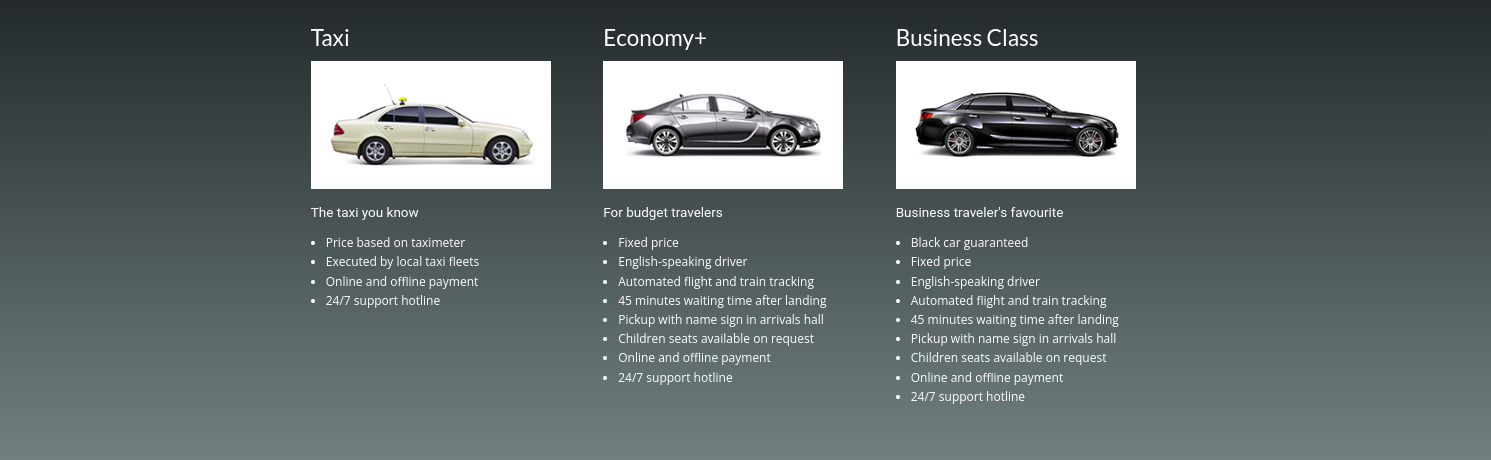 Taxi
The taxi you know
Price based on taximeter
Executed by local taxi fleets
Online and offline payment
24/7 support hotline
Economy+
For budget travelers
Fixed price
English-speaking driver
Automated flight and train tracking
45 minutes waiting time after landing
Pickup with name sign in arrivals hall
Children seats available on request
Online and offline payment
24/7 support hotline
Business Class
Business traveler's favourite
Black car guaranteed
Fixed price
English-speaking driver
Automated flight and train tracking
45 minutes waiting time after landing
Pickup with name sign in arrivals hall
Children seats available on request
Online and offline payment
24/7 support hotline